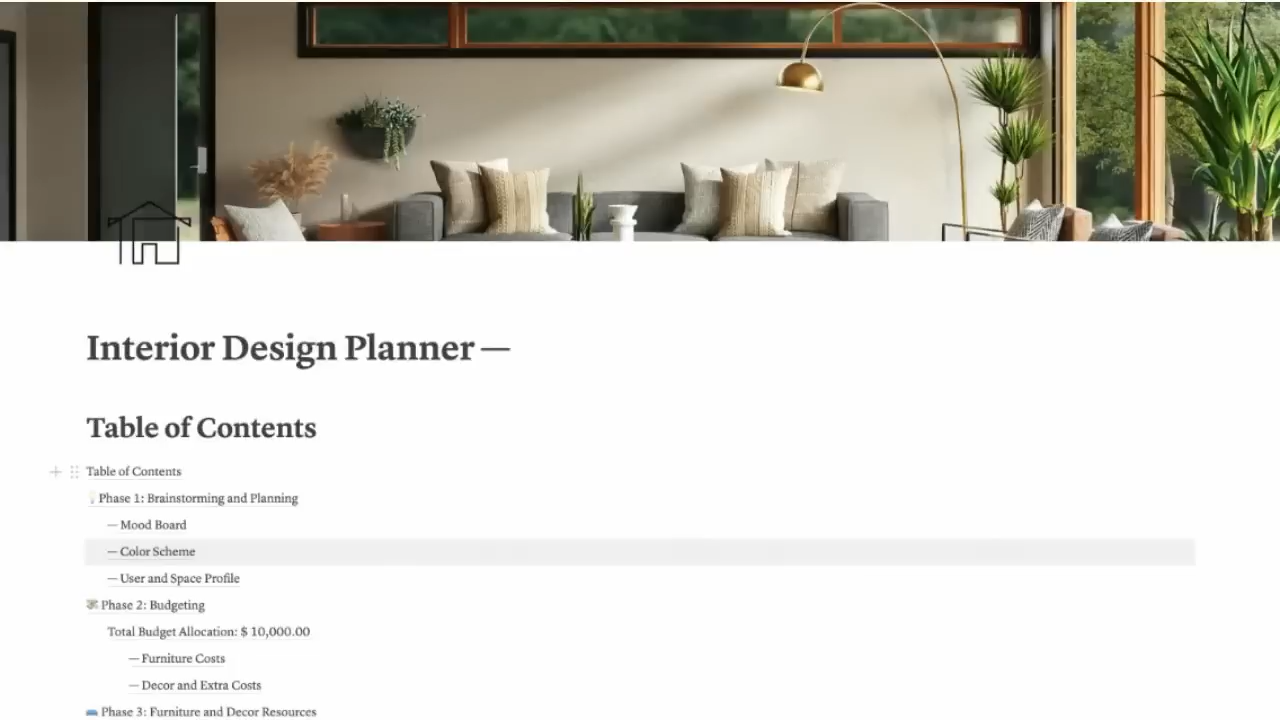 Interior Design Planner —
Table of Contents
Table of Contents
Phase 1: Brainstorming and Planning
— Mood Board
— Color Scheme
— User and Space Profile
Phase 2: Budgeting
Total Budget Allocation: $ 10,000.00
— Furniture Costs
— Decor and Extra Costs
Phase 3: Furniture and Decor Resources